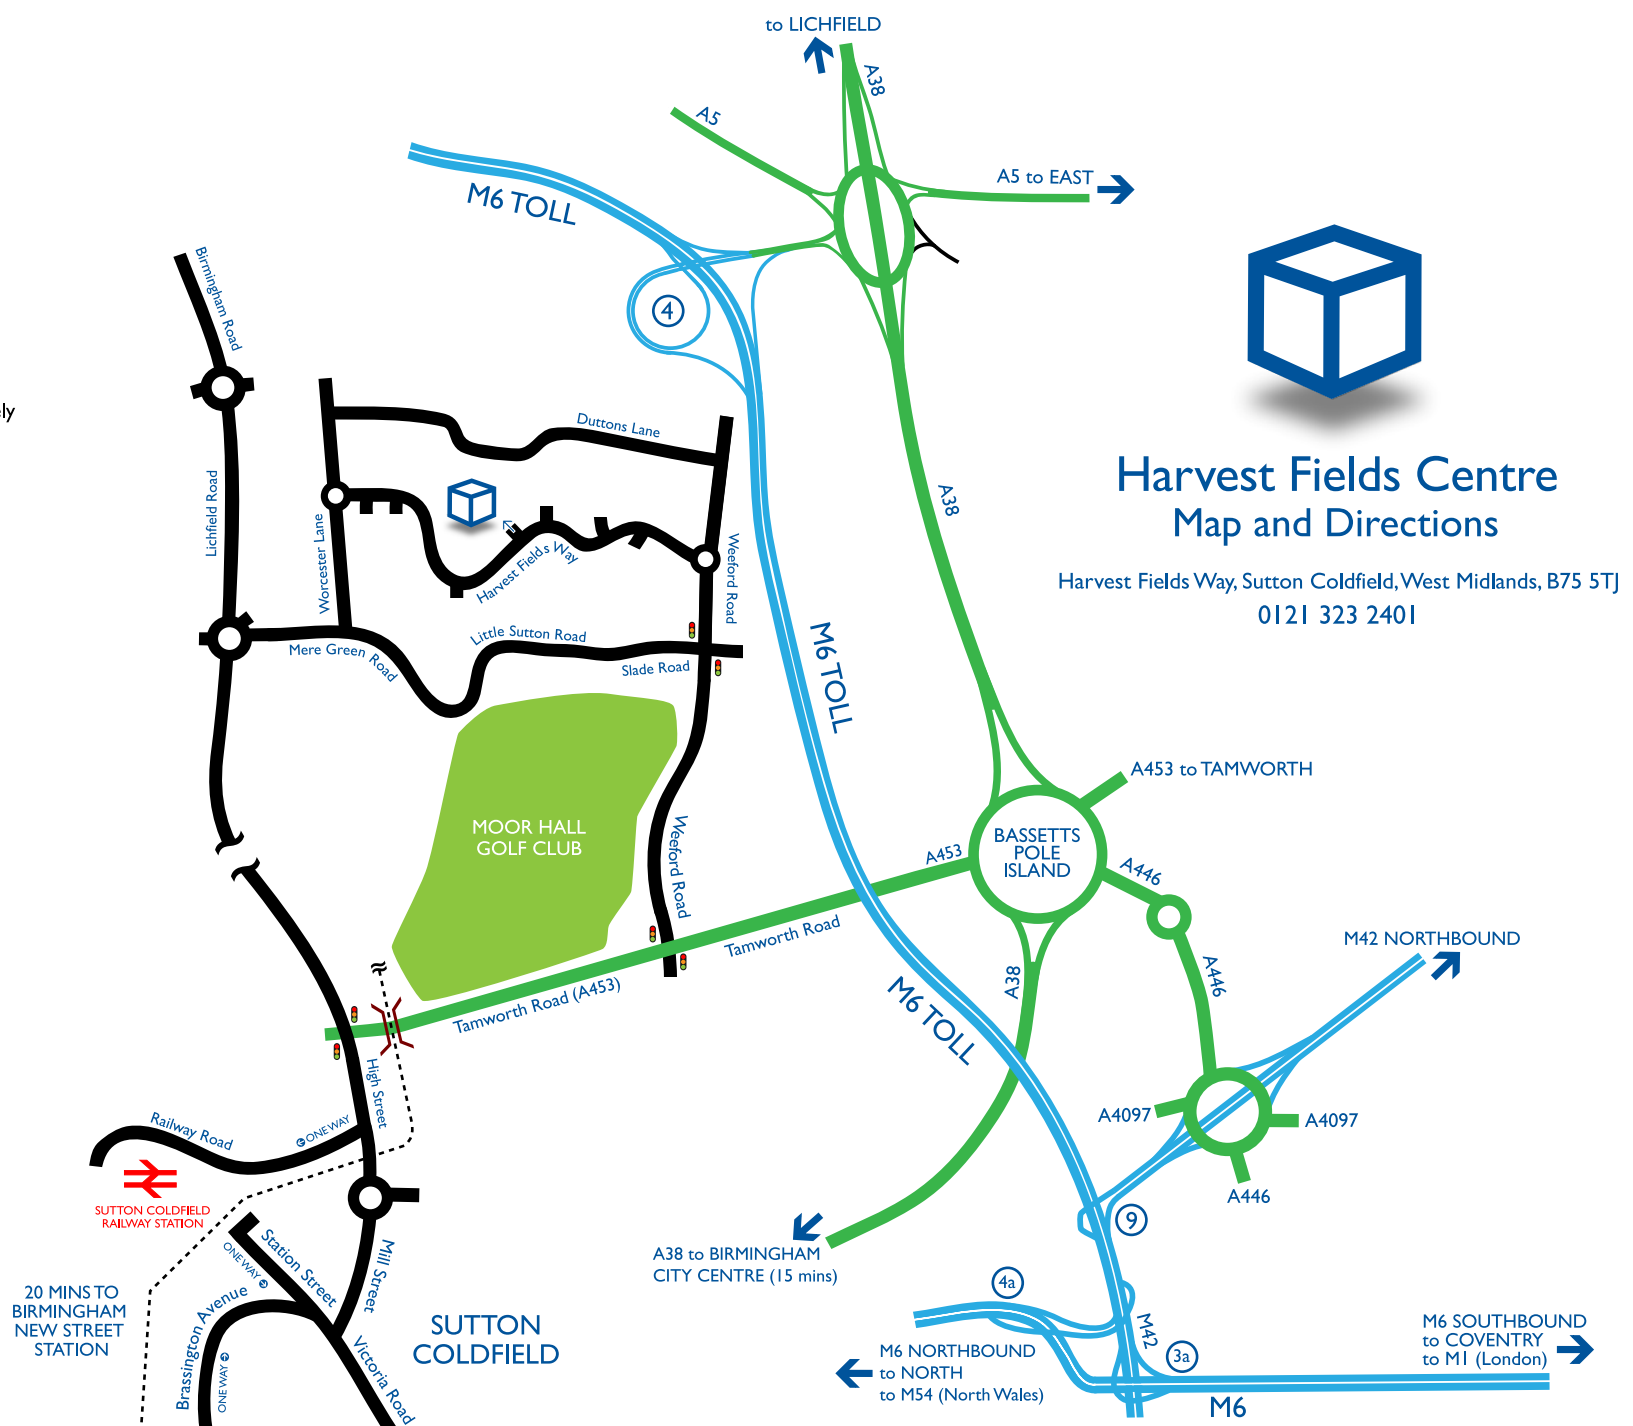 to LICHFIELD
A38
A5
A5 to EAST
M6 TOLL
4
Birmingham Road
ely
Lichfield Road
Worcester Lane
Duttons Lane
Harvest Fields Way
Weeford Road
Little Sutton Road
Mere Green Road
Slade Road
A38
M6 TOLL
Harvest Fields Centre
Map and Directions
Harvest Fields Way, Sutton Coldfield, West Midlands, B75 5TJ
0121 323 2401
A453 to TAMWORTH
BASSETTS
POLE
ISLAND
A453
A446
MOOR HALL
GOLF CLUB
Weeford Road
Tamworth Road
Tamworth Road (A453)
A38
A446
M42 NORTHBOUND
M6 TOLL
A4097
A4097
A446
High Street
Railway Road
ONE WAY
SUTTON COLDFIELD
RAILWAY STATION
Station Street
ONE WAY
Mill Street
Brassington Avenue
ONE WAY
Victoria Road
20 MINS TO
BIRMINGHAM
NEW STREET
STATION
SUTTON
COLDFIELD
A38 to BIRMINGHAM
CITY CENTRE (15 mins)
9
4a
M42
3a
M6 NORTHBOUND
to NORTH
to M54 (North Wales)
M6 SOUTHBOUND
to COVENTRY
to M1 (London)
M6